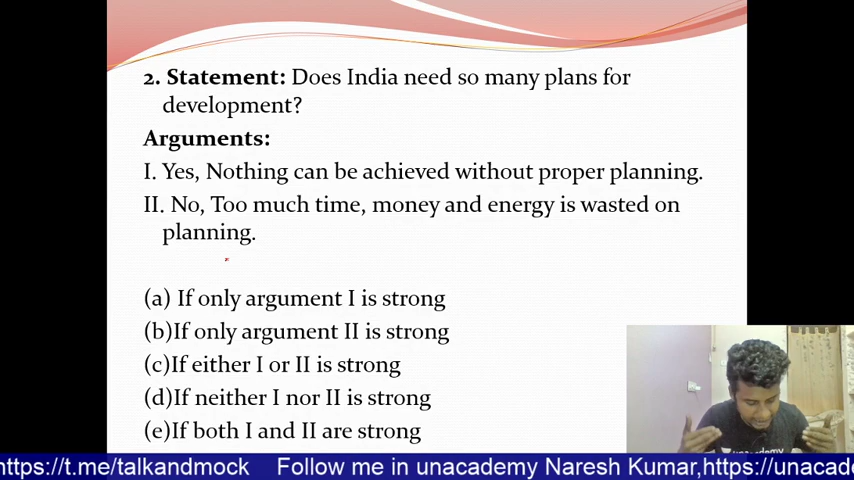 2. Statement: Does India need so many plans for
development?
Arguments:
I. Yes, Nothing can be achieved without proper planning.
II. No, Too much time, money and energy is wasted on
planning.
(a) If only argument I is strong
(b)If only argument II is strong
(c)If either I or II is strong
(d)If neither I nor II is strong
(e)If both I and II are strong
unacademy
https://t.me/talkandmock Follow me in unacademy Naresh Kumar,https://unacade